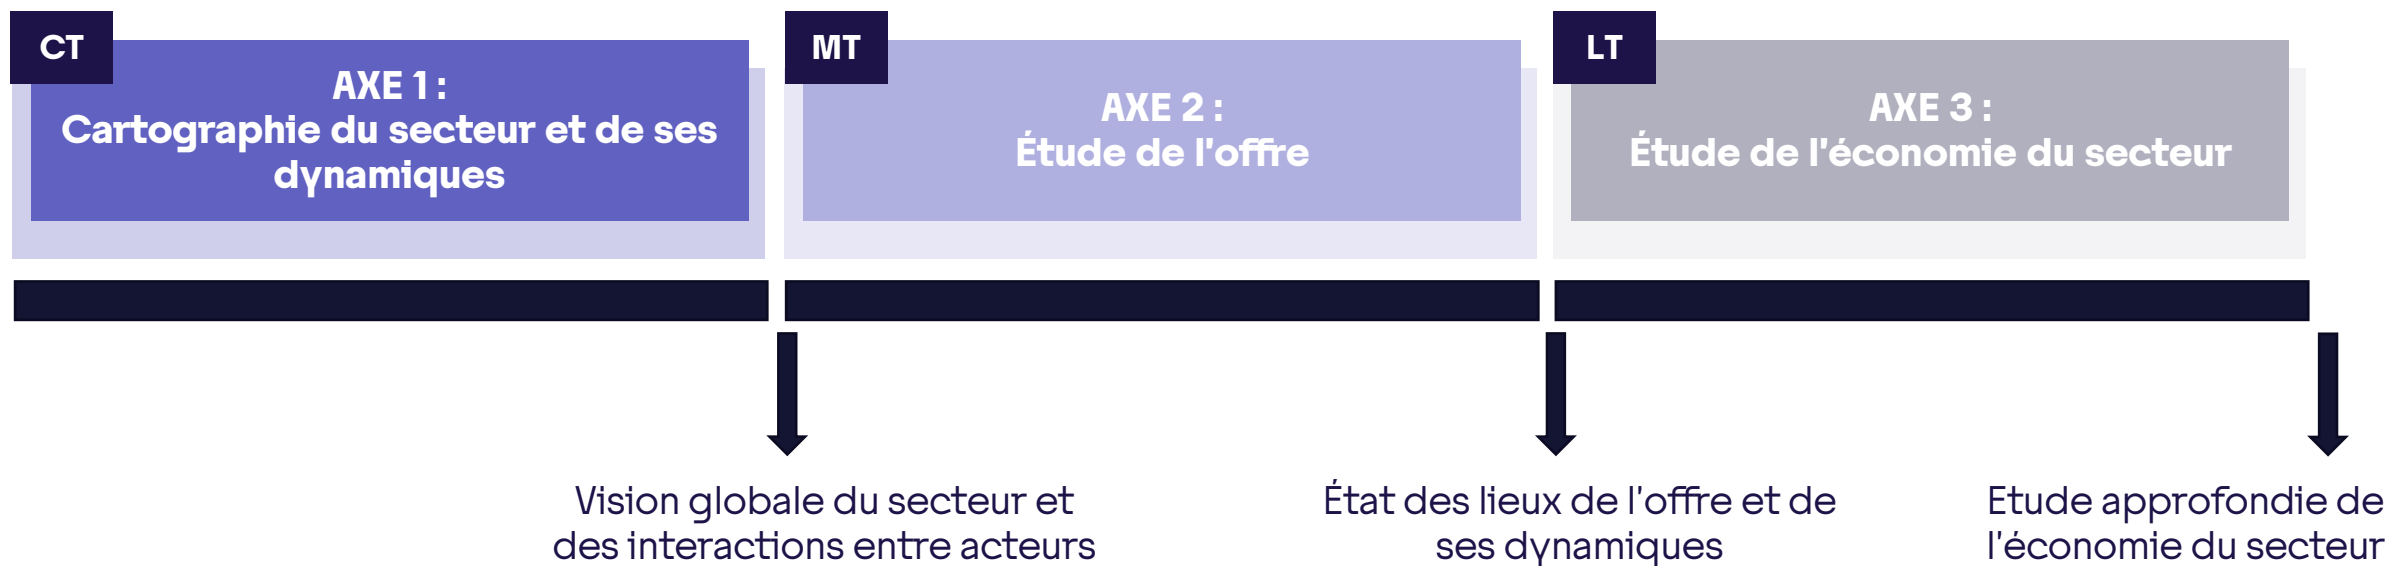 CT
AXE 1 :
Cartographie du secteur et de ses
dynamiques
MT
AXE 2 :
Étude de l'offre
LT
AXE 3 :
Étude de l'économie du secteur
Vision globale du secteur et
des interactions entre acteurs
État des lieux de l'offre et de
ses dynamiques
Etude approfondie de
l'économie du secteur